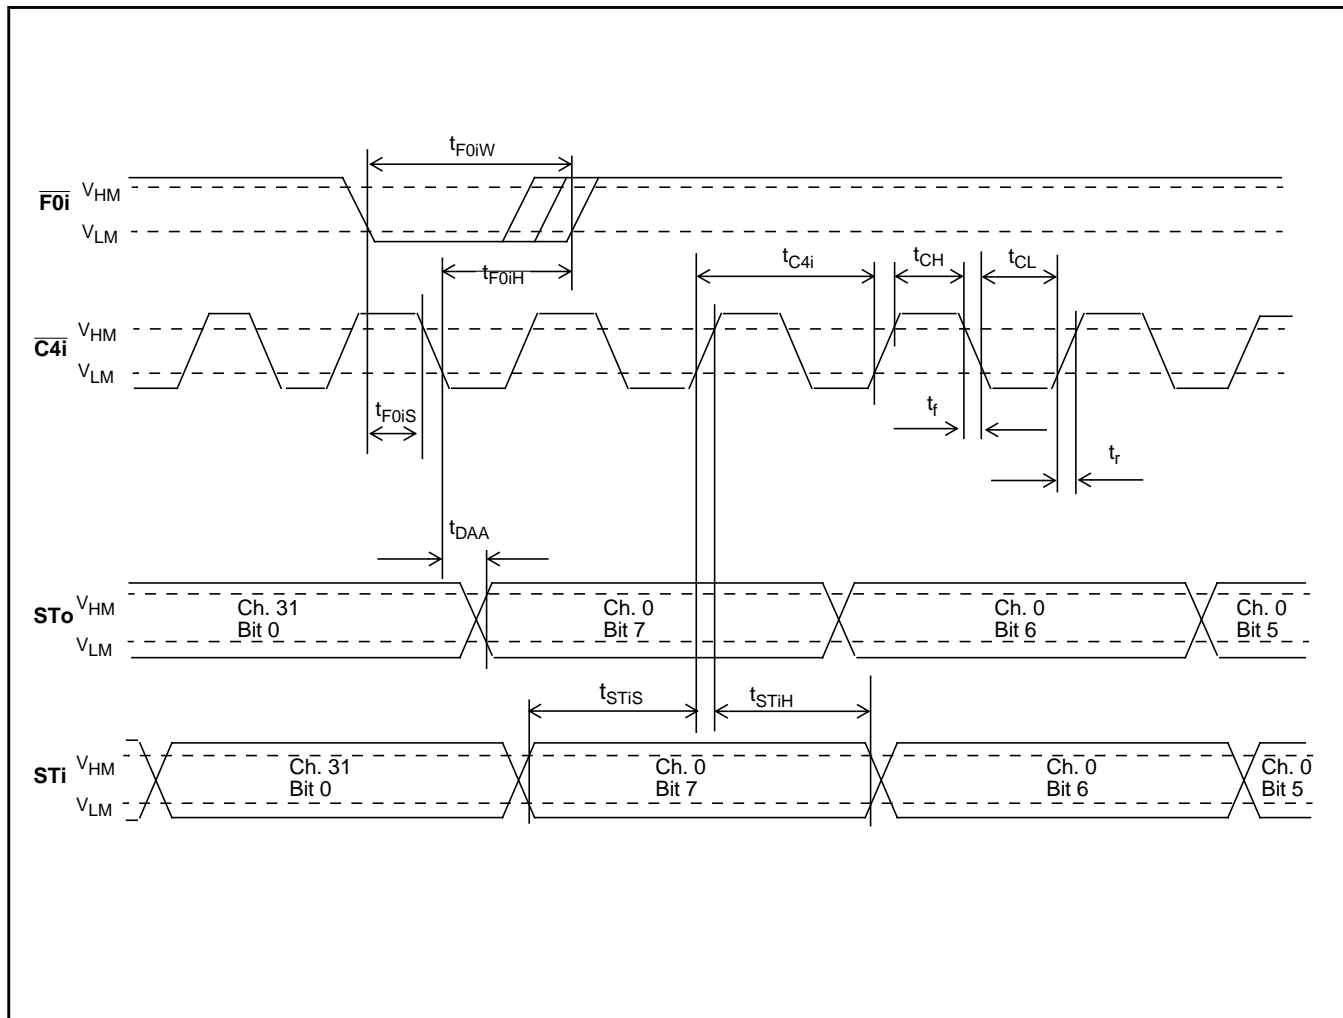 tF0iW
F0i
VHM
VLM
tF0iH
tC4i
tCH
tCL
C4i
VHM
VLM
tF0iS
tf
tr
tDAA
STo
VHM
VLM
Ch. 31
Bit 0
Ch. 0
Bit 7
Ch. 0
Bit 6
Ch. 0
Bit 5
tSTiS
tSTiH
STi
VHM
VLM
Ch. 31
Bit 0
Ch. 0
Bit 7
Ch. 0
Bit 6
Ch. 0
Bit 5